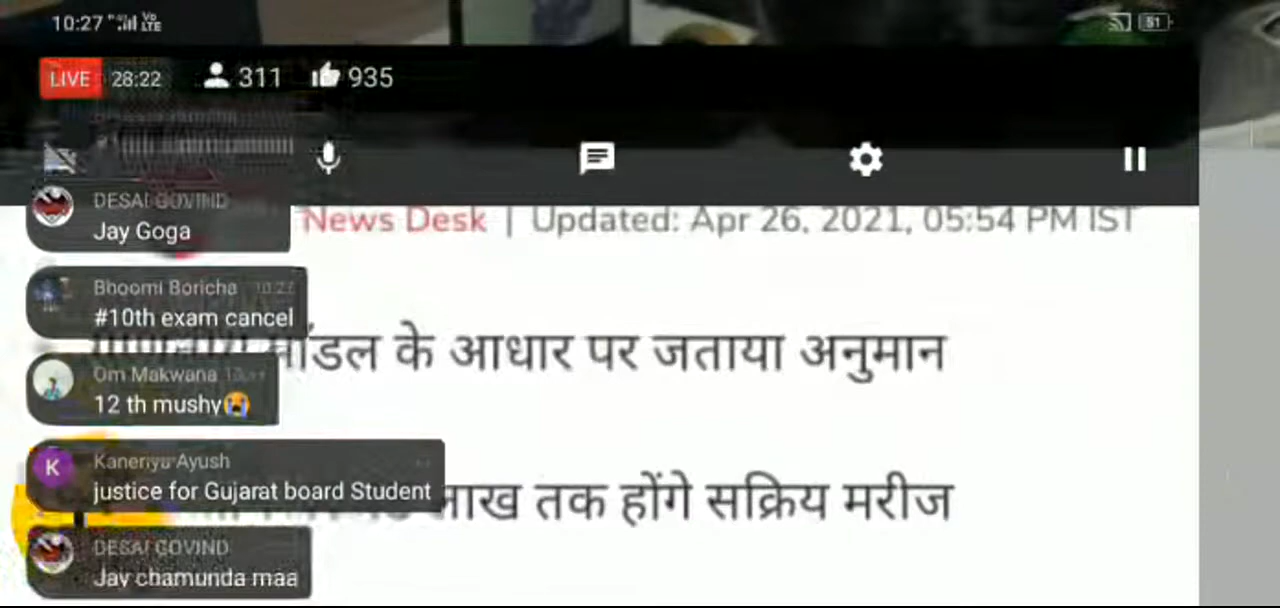 10:27
51
LIVE 28:22 311 935
News Desk | Updated: Apr 26, 2021, 05:54 PM IST
DESAI GOVIND
Jay Goga
Bhoomi Boricha
#10th exam cancel
मॉडल के आधार पर जताया अनुमान
Om Makwana
12 th mushy😭
Kaneriya Ayush
justice for Gujarat board Student
लाख तक होंगे सक्रिय मरीज
DESAI GOVIND
Jay chamunda maa